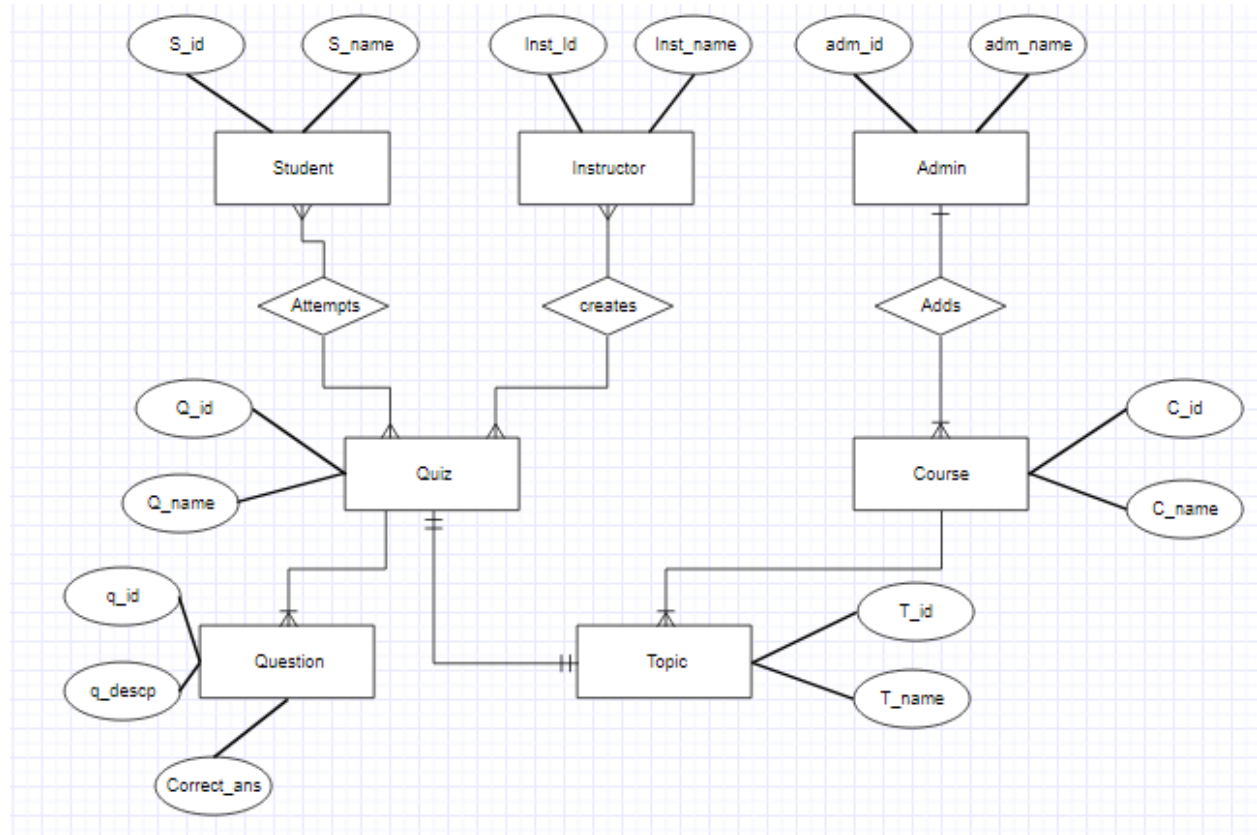 S_id
S_name
Inst_Id
Inst_name
adm_id
adm_name
Student
Instructor
Admin
Attempts
creates
Adds
Q_id
C_id
Quiz
Course
Q_name
C_name
q_id
T_id
Question
Topic
q_descp
T_name
Correct_ans